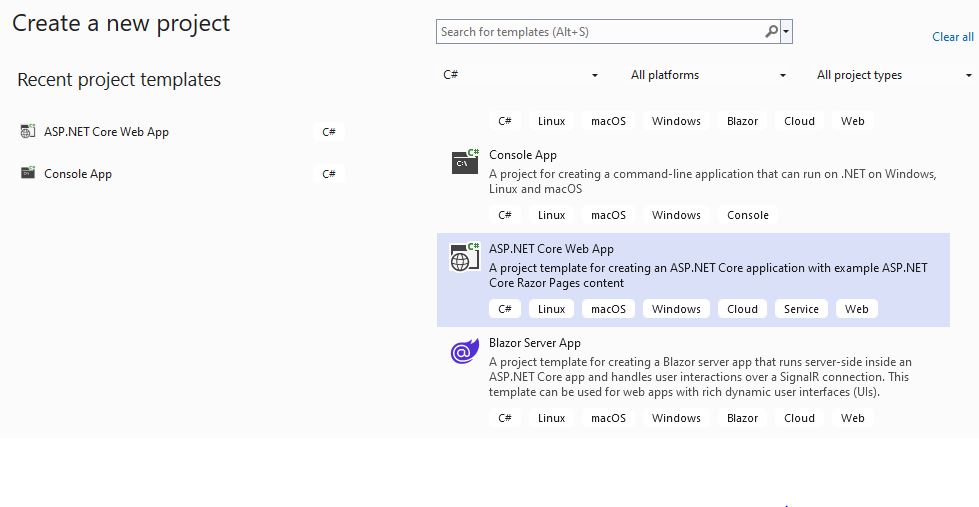 Create a new project
Search for templates (Alt+S)
Clear all
Recent project templates
C#
All platforms
All project types
ASP.NET Core Web App
C#
Console App
C#
C# Linux macOS Windows Blazor Cloud Web
C#
Console App
C:\
A project for creating a command-line application that can run on .NET on Windows,
Linux and macOS
C# Linux macOS Windows Console
C#
ASP.NET Core Web App
A project template for creating an ASP.NET Core application with example ASP.NET
Core Razor Pages content
C# Linux macOS Windows Cloud Service Web
@
Blazor Server App
A project template for creating a Blazor server app that runs server-side inside an
ASP.NET Core app and handles user interactions over a SignalR connection. This
template can be used for web apps with rich dynamic user interfaces (UIs).
C# Linux macOS Windows Blazor Cloud Web